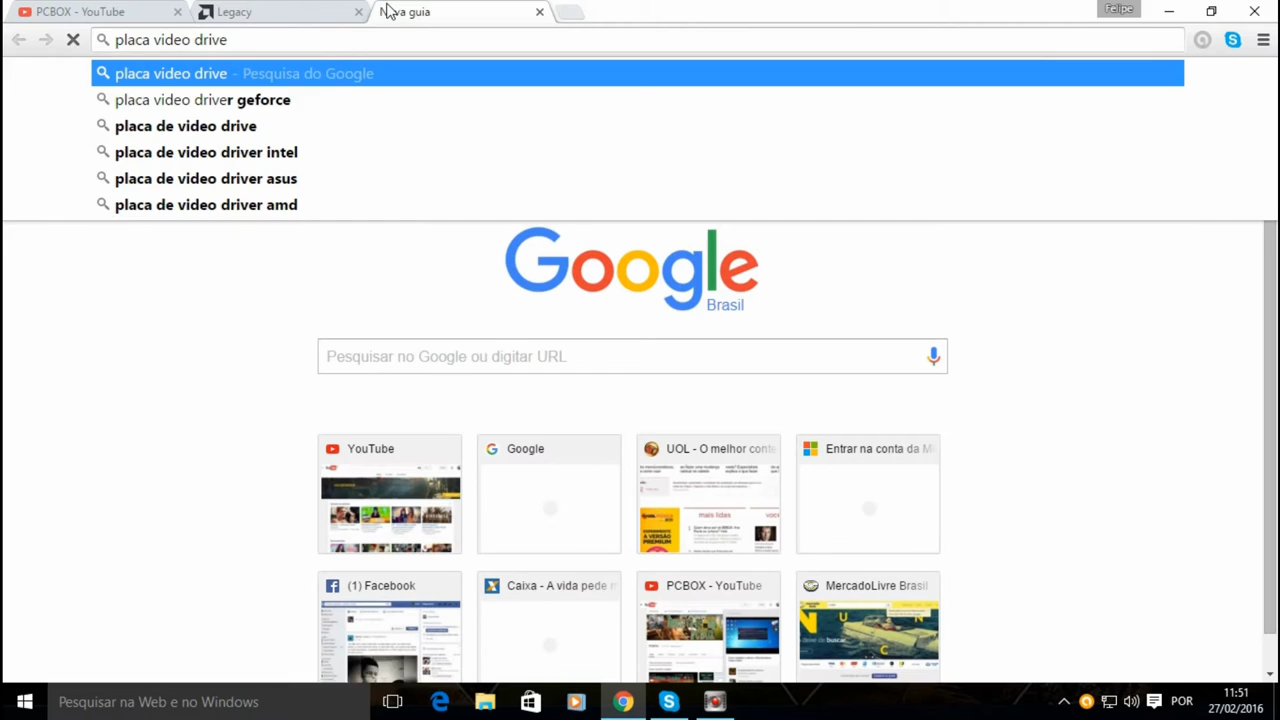 PCBOX - YouTube
Legacy
Nova guia
Felipe
placa video drive
placa video drive - Pesquisa do Google
placa video driver geforce
placa de video drive
placa de video driver intel
placa de video driver asus
placa de video driver amd
Google
Brasil
Pesquisar no Google ou digitar URL
YouTube
Google
UOL - O melhor conte
Entrar na conta da M
mais lidas
(1) Facebook
Caixa - A vida pede m
PCBOX - YouTube
MercadoLivre Brasil
Pesquisar na Web e no Windows
POR
11:51
27/02/2016